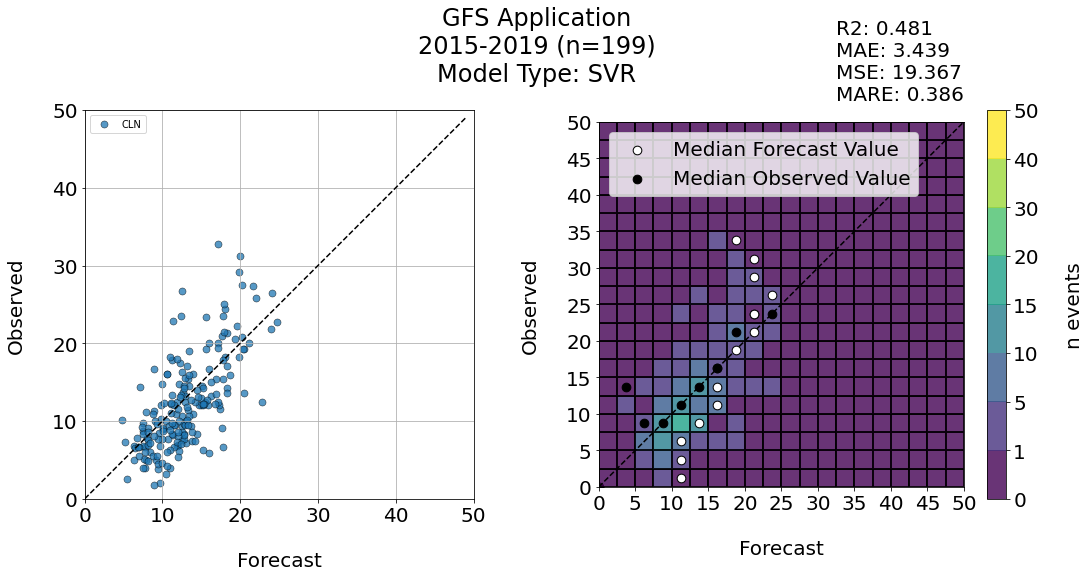 GFS Application
2015-2019 (n=199)
Model Type: SVR
R2: 0.481
MAE: 3.439
MSE: 19.367
MARE: 0.386
CLN
50
40
30
20
10
0
0 10 20 30 40 50
Observed
Forecast
Median Forecast Value
Median Observed Value
50
45
40
35
30
25
20
15
10
5
0
0 5 10 15 20 25 30 35 40 45 50
Observed
Forecast
50
40
30
20
15
10
5
1
0
n events